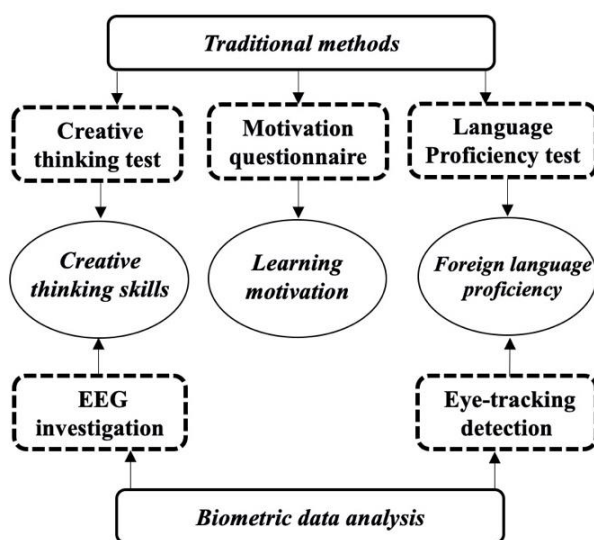 Traditional methods
Creative
thinking test
Motivation
questionnaire
Language
Proficiency test
Creative
thinking skills
Learning
motivation
Foreign language
proficiency
EEG
investigation
Eye-tracking
detection
Biometric data analysis